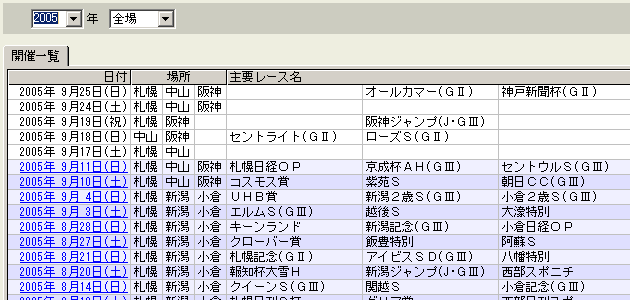 2005 年 全場
開催一覧
日付 場所 主要レース名
2005年 9月25日(日) 札幌 中山 阪神 オールカマー(GⅡ) 神戸新聞杯(GⅡ)
2005年 9月24日(土) 札幌 中山 阪神
2005年 9月19日(祝) 札幌 阪神 阪神ジャンプ(J・GⅢ)
2005年 9月18日(日) 中山 阪神 セントライト(GⅡ) ローズS(GⅡ)
2005年 9月17日(土) 札幌 中山
2005年 9月11日(日) 札幌 中山 阪神 札幌日経OP 京成杯AH(GⅢ) セントウルS(GⅢ)
2005年 9月10日(土) 札幌 中山 阪神 コスモス賞 紫苑S 朝日CC(GⅢ)
2005年 9月 4日(日) 札幌 新潟 小倉 UHB賞 新潟2歳S(GⅢ) 小倉2歳S(GⅢ)
2005年 9月 3日(土) 札幌 新潟 小倉 エルムS(GⅢ) 越後S 大濠特別
2005年 8月28日(日) 札幌 新潟 小倉 キーンランド 新潟記念(GⅢ) 小倉日経OP
2005年 8月27日(土) 札幌 新潟 小倉 クローバー賞 飯豊特別 阿蘇S
2005年 8月21日(日) 札幌 新潟 小倉 札幌記念(GⅡ) アイビスSD(GⅢ) 八幡特別
2005年 8月20日(土) 札幌 新潟 小倉 報知杯大雪H 新潟ジャンプ(J・GⅢ) 西部スポニチ
2005年 8月14日(日) 札幌 新潟 小倉 クイーンS(GⅢ) 関越S 小倉記念(GⅢ)